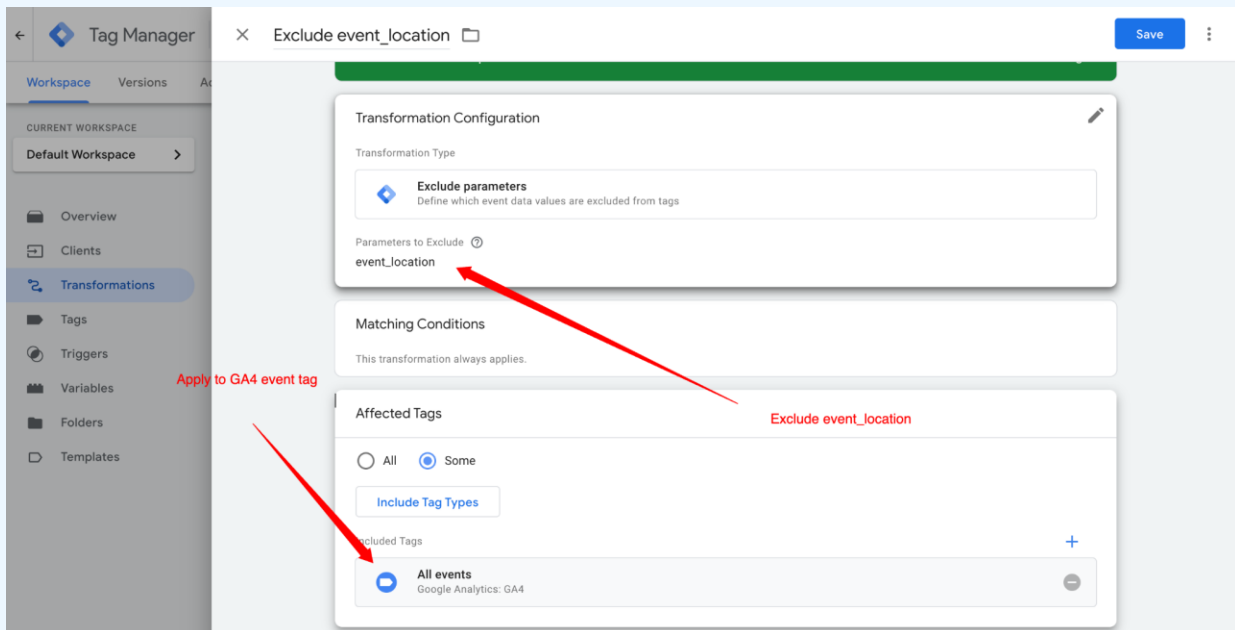 Tag Manager
Exclude event_location
Save
Workspace Versions
CURRENT WORKSPACE
Default Workspace
Overview
Clients
Transformations
Tags
Triggers
Variables
Folders
Templates
Transformation Configuration
Transformation Type
Exclude parameters
Define which event data values are excluded from tags
Parameters to Exclude
event_location
Matching Conditions
This transformation always applies.
Apply to GA4 event tag
Exclude event_location
Affected Tags
All Some
Include Tag Types
Included Tags
All events
Google Analytics: GA4